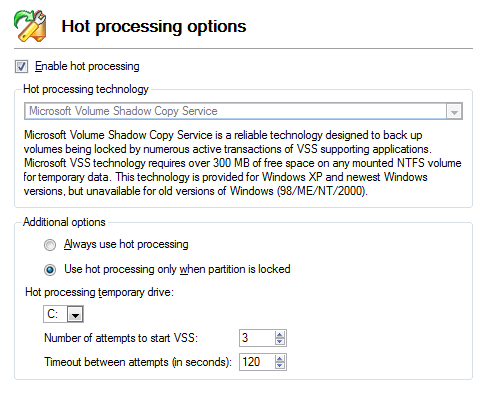 Hot processing options
Enable hot processing
Hot processing technology
Microsoft Volume Shadow Copy Service
Microsoft Volume Shadow Copy Service is a reliable technology designed to back up
volumes being locked by numerous active transactions of VSS supporting applications.
Microsoft VSS technology requires over 300 MB of free space on any mounted NTFS volume
for temporary data. This technology is provided for Windows XP and newest Windows
versions, but unavailable for old versions of Windows (98/ME/NT/2000).
Additional options
Always use hot processing
Use hot processing only when partition is locked
Hot processing temporary drive:
C:
Number of attempts to start VSS: 3
Timeout between attempts (in seconds): 120